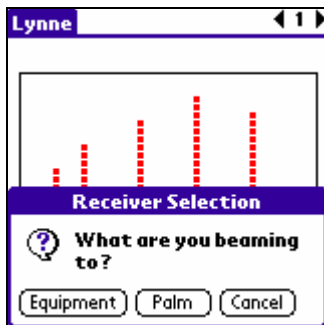 Lynne 1
Receiver Selection
What are you beaming
to?
Equipment Palm Cancel